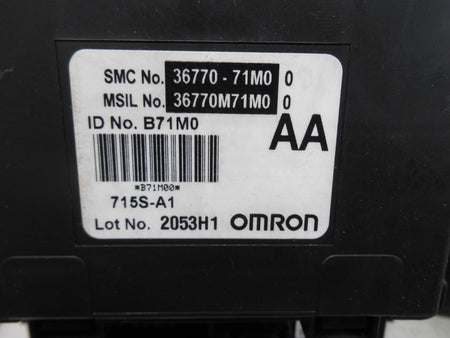 SMC No. 36770 - 71M0 0
MSIL No. 36770M71M0 0
ID No. B71M0
AA
*B71M00*
715S-A1
Lot No. 2053H1 OMRON